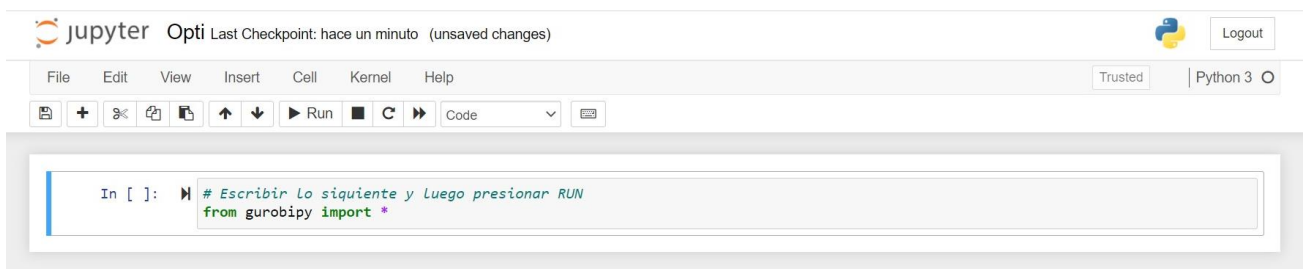 jupyter Opti Last Checkpoint: hace un minuto (unsaved changes) Logout
File Edit View Insert Cell Kernel Help Trusted Python 3
Run Code
In [ ]: # Escribir lo siquiente y luego presionar RUN
from gurobipy import *